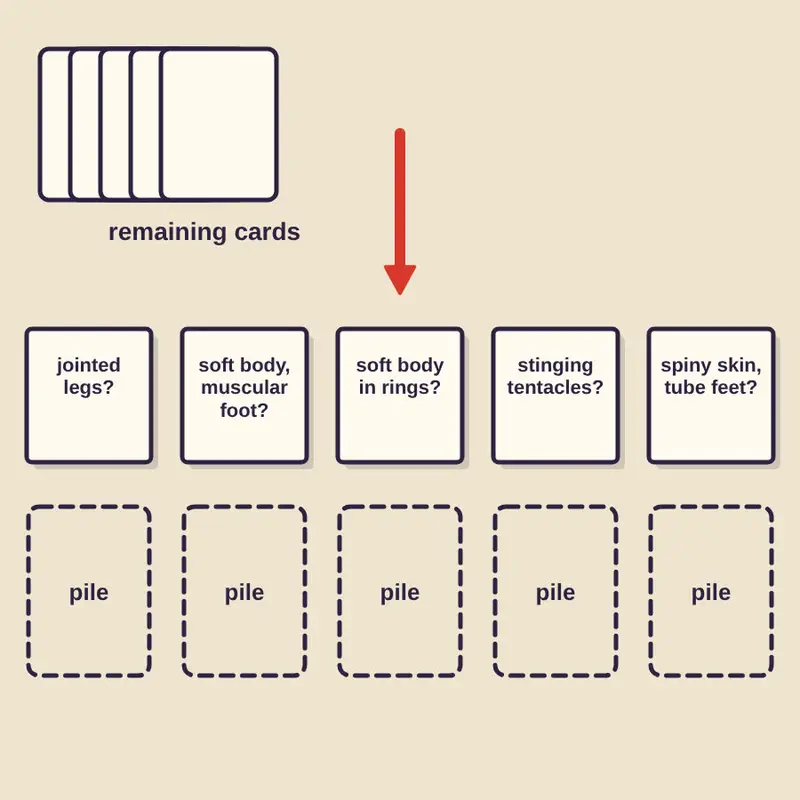 remaining cards
jointed
legs?
soft body,
muscular
foot?
soft body
in rings?
stinging
tentacles?
spiny skin,
tube feet?
pile
pile
pile
pile
pile